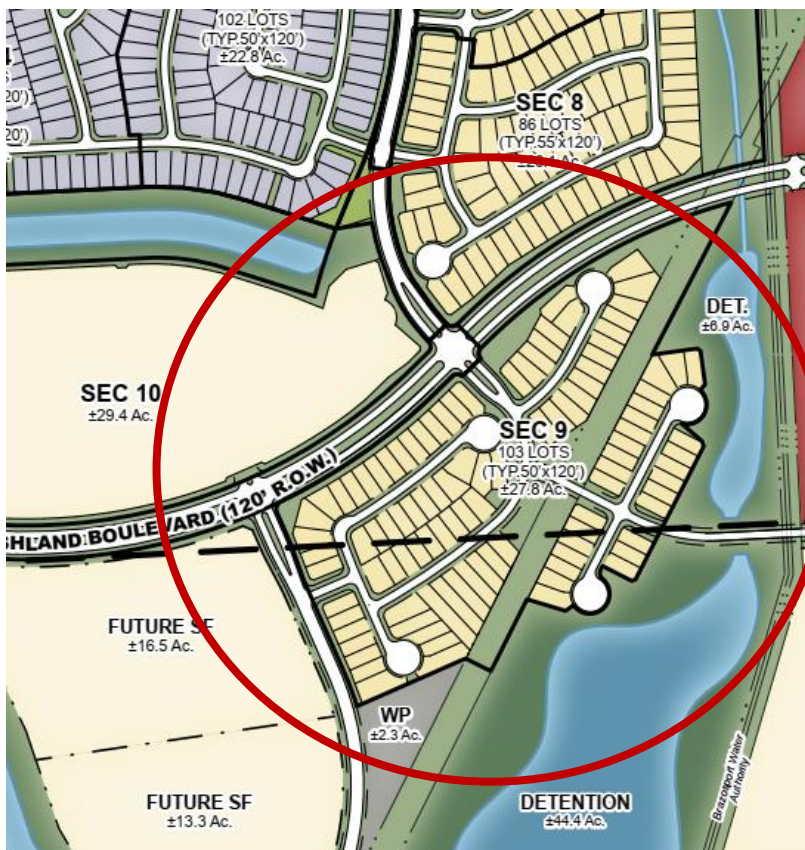 102 LOTS
(TYP.50'x120')
±22.8 Ac.
20')
20')
SEC 8
86 LOTS
(TYP.55'x120')
DET.
±6.9 Ac.
SEC 10
±29.4 Ac.
SEC 9
103 LOTS
(TYP.50'x120')
±27.8 Ac.
SHLAND BOULEVARD (120' R.O.W.)
FUTURE SF
±16.5 Ac.
WP
±2.3 Ac.
FUTURE SF
±13.3 Ac.
DETENTION
±44.4 Ac.
Brazosport Water
Authority